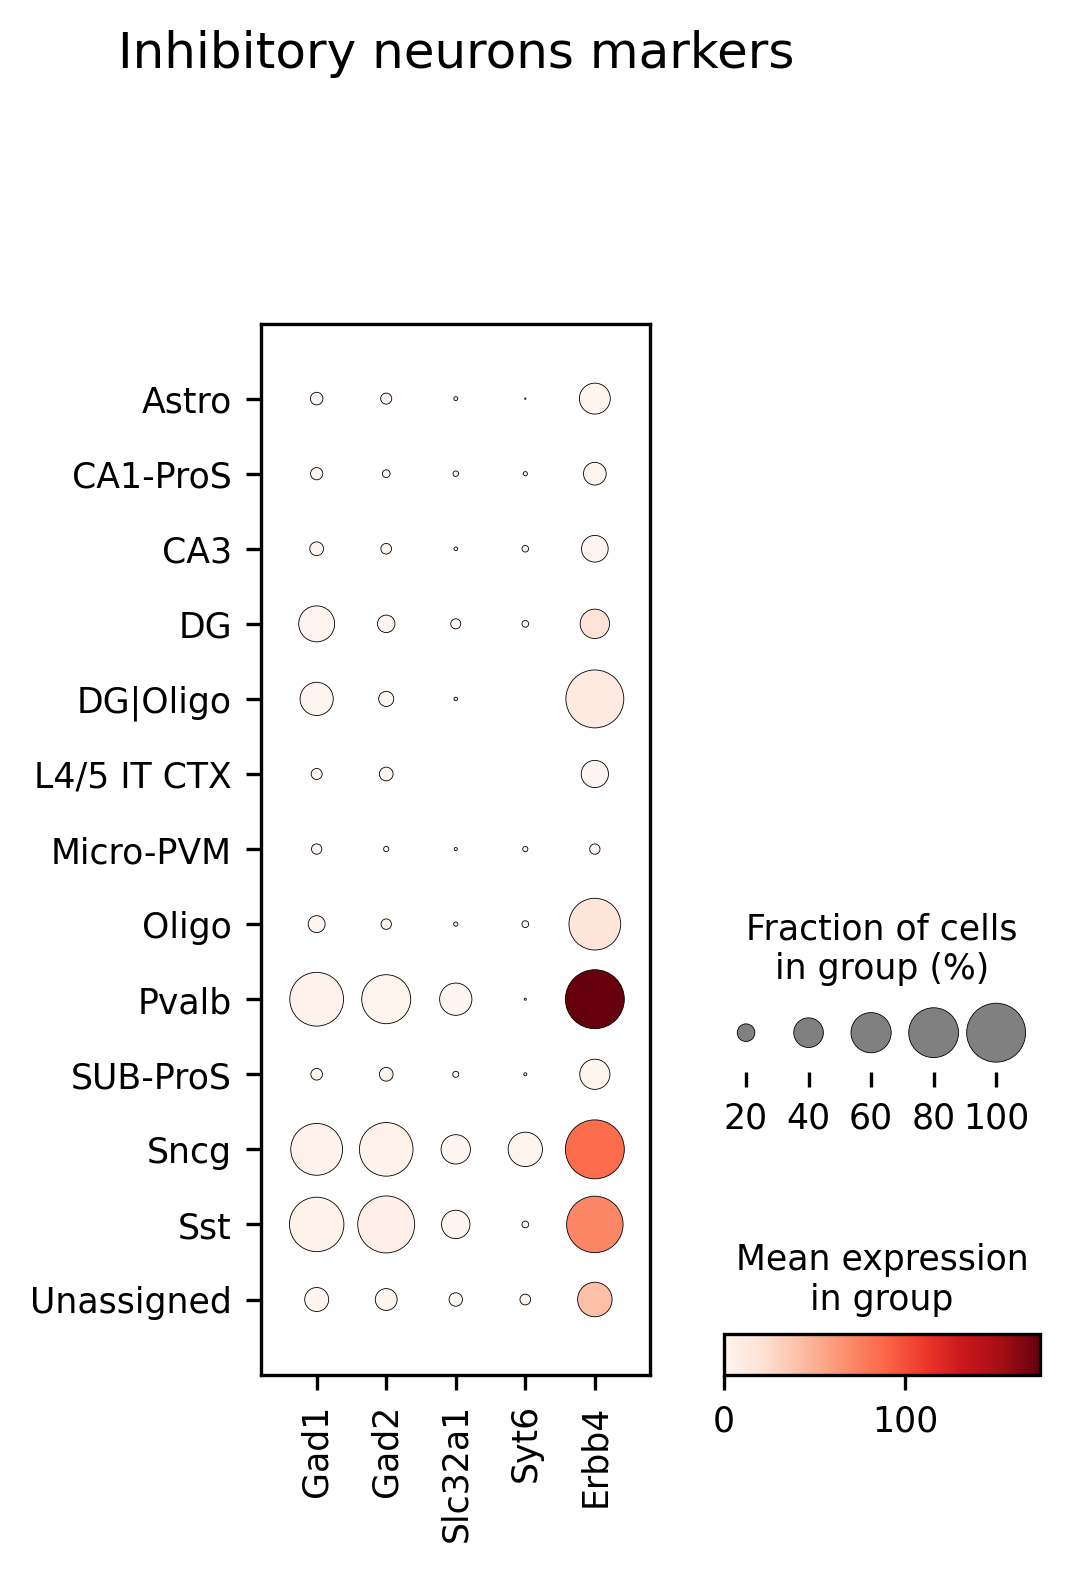 Inhibitory neurons markers
Astro
CA1-ProS
CA3
DG
DG|Oligo
L4/5 IT CTX
Micro-PVM
Oligo
Pvalb
SUB-ProS
Sncg
Sst
Unassigned
Gad1
Gad2
Slc32a1
Syt6
Erbb4
Fraction of cells
in group (%)
20 40 60 80 100
Mean expression
in group
0 100